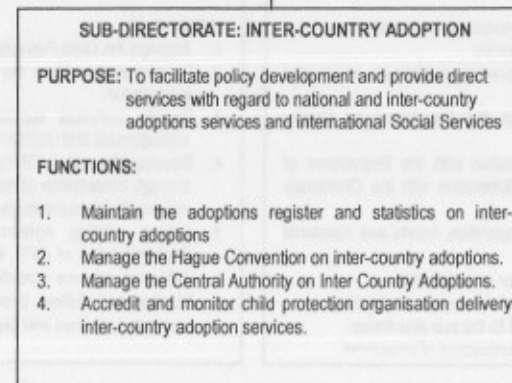 SUB-DIRECTORATE: INTER-COUNTRY ADOPTION
PURPOSE: To facilitate policy development and provide direct
services with regard to national and inter-country
adoptions services and international Social Services
FUNCTIONS:
1. Maintain the adoptions register and statistics on inter-
country adoptions
2. Manage the Hague Convention on inter-country adoptions.
3. Manage the Central Authority on Inter Country Adoptions.
4. Accredit and monitor child protection organisation delivery
inter-country adoption services.